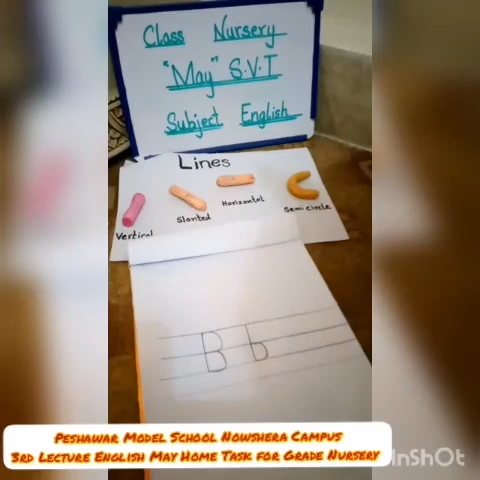 Class Nursery
"May" S.V.T
Subject English
Lines
Vertical
Slanted
Horizontal
Semi circle
B b
Peshawar Model School Nowshera Campus
3rd Lecture English May Home Task for Grade Nursery
InShOt